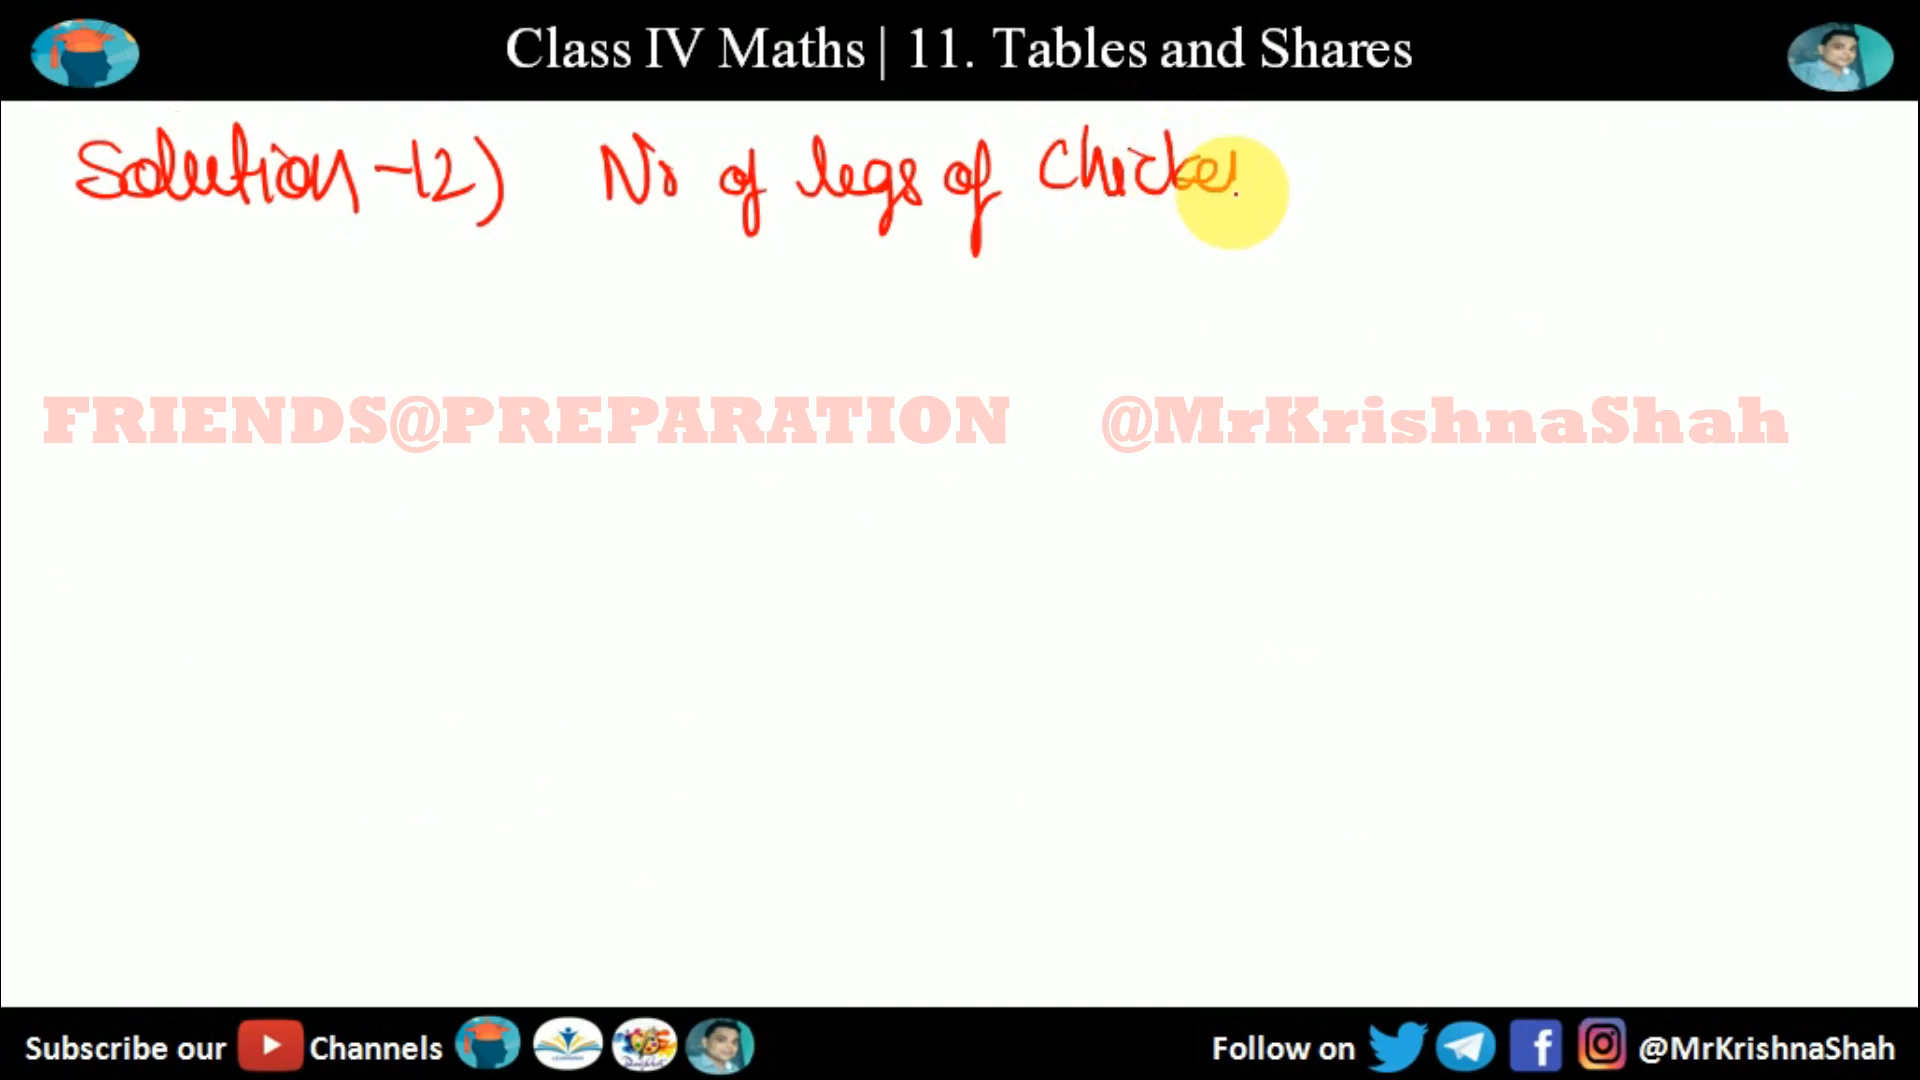 Class IV Maths | 11. Tables and Shares
Solution-12) No of legs of Chicke
FRIENDS@PREPARATION @MrKrishnaShah
Subscribe our Channels Follow on @MrKrishnaShah